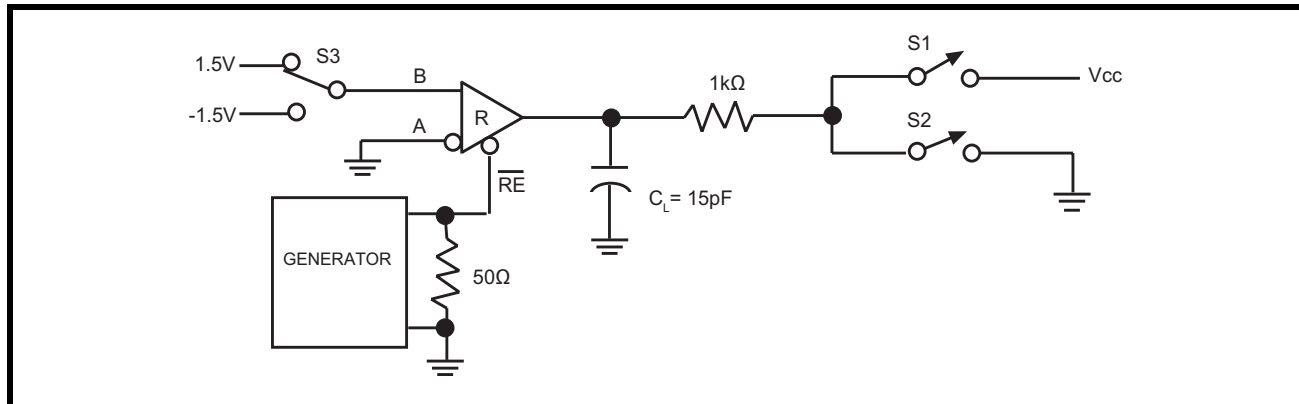 S1
S3
1.5V
B
1kΩ
Vcc
R
-1.5V
A
S2
RE
C_L= 15pF
GENERATOR
50Ω